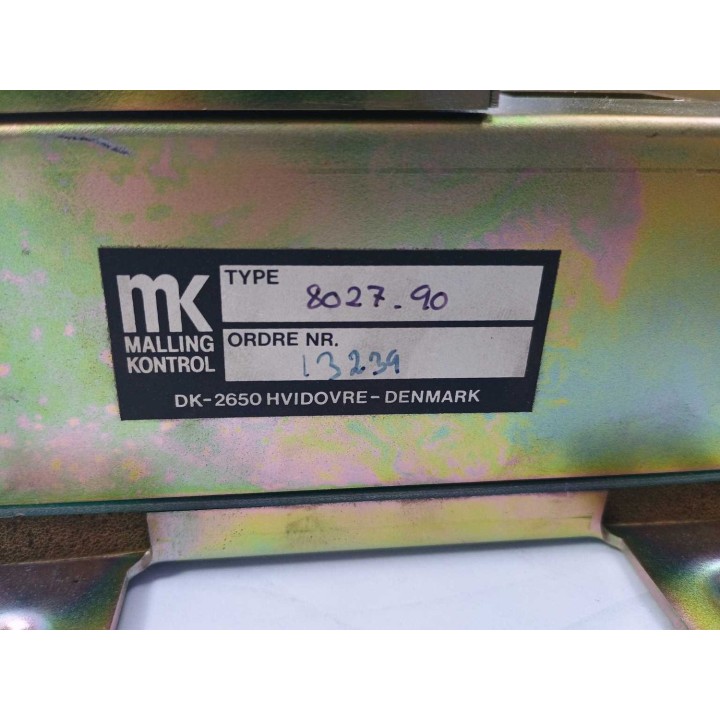 mk
MALLING
KONTROL
TYPE
8027-90
ORDRE NR.
13239
DK-2650 HVIDOVRE-DENMARK